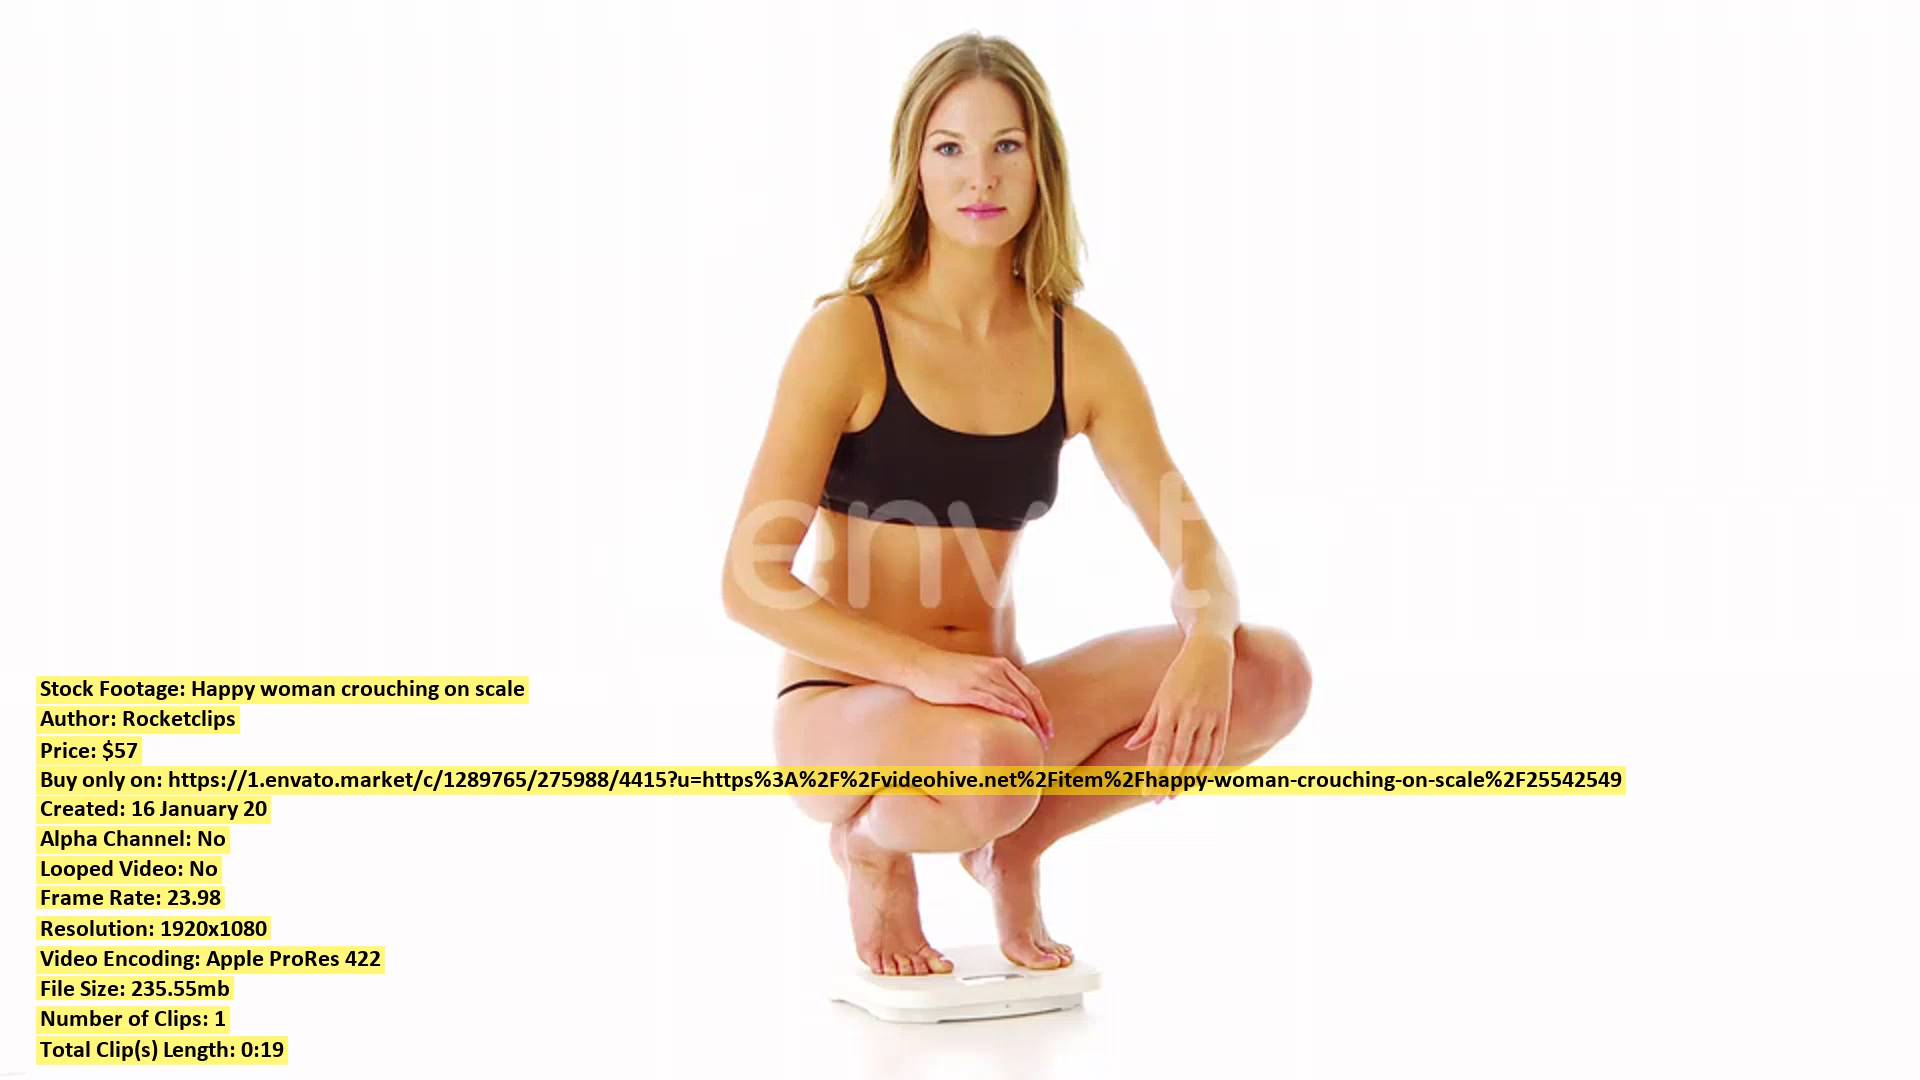 envato
Stock Footage: Happy woman crouching on scale
Author: Rocketclips
Price: $57
Buy only on: https://1.envato.market/c/1289765/275988/4415?u=https%3A%2F%2Fvideohive.net%2Fitem%2Fhappy-woman-crouching-on-scale%2F25542549
Created: 16 January 20
Alpha Channel: No
Looped Video: No
Frame Rate: 23.98
Resolution: 1920x1080
Video Encoding: Apple ProRes 422
File Size: 235.55mb
Number of Clips: 1
Total Clip(s) Length: 0:19